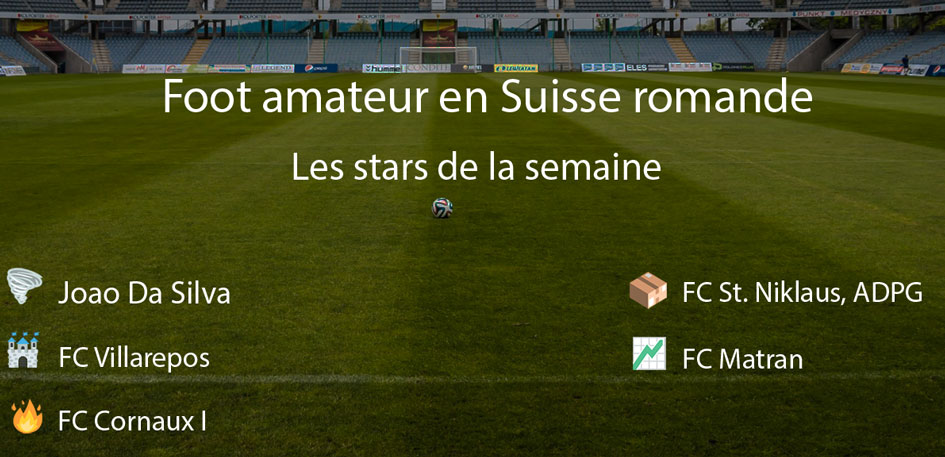 Foot amateur en Suisse romande
Les stars de la semaine
Joao Da Silva
FC Villarepos
FC Cornaux I
FC St. Niklaus, ADPG
FC Matran